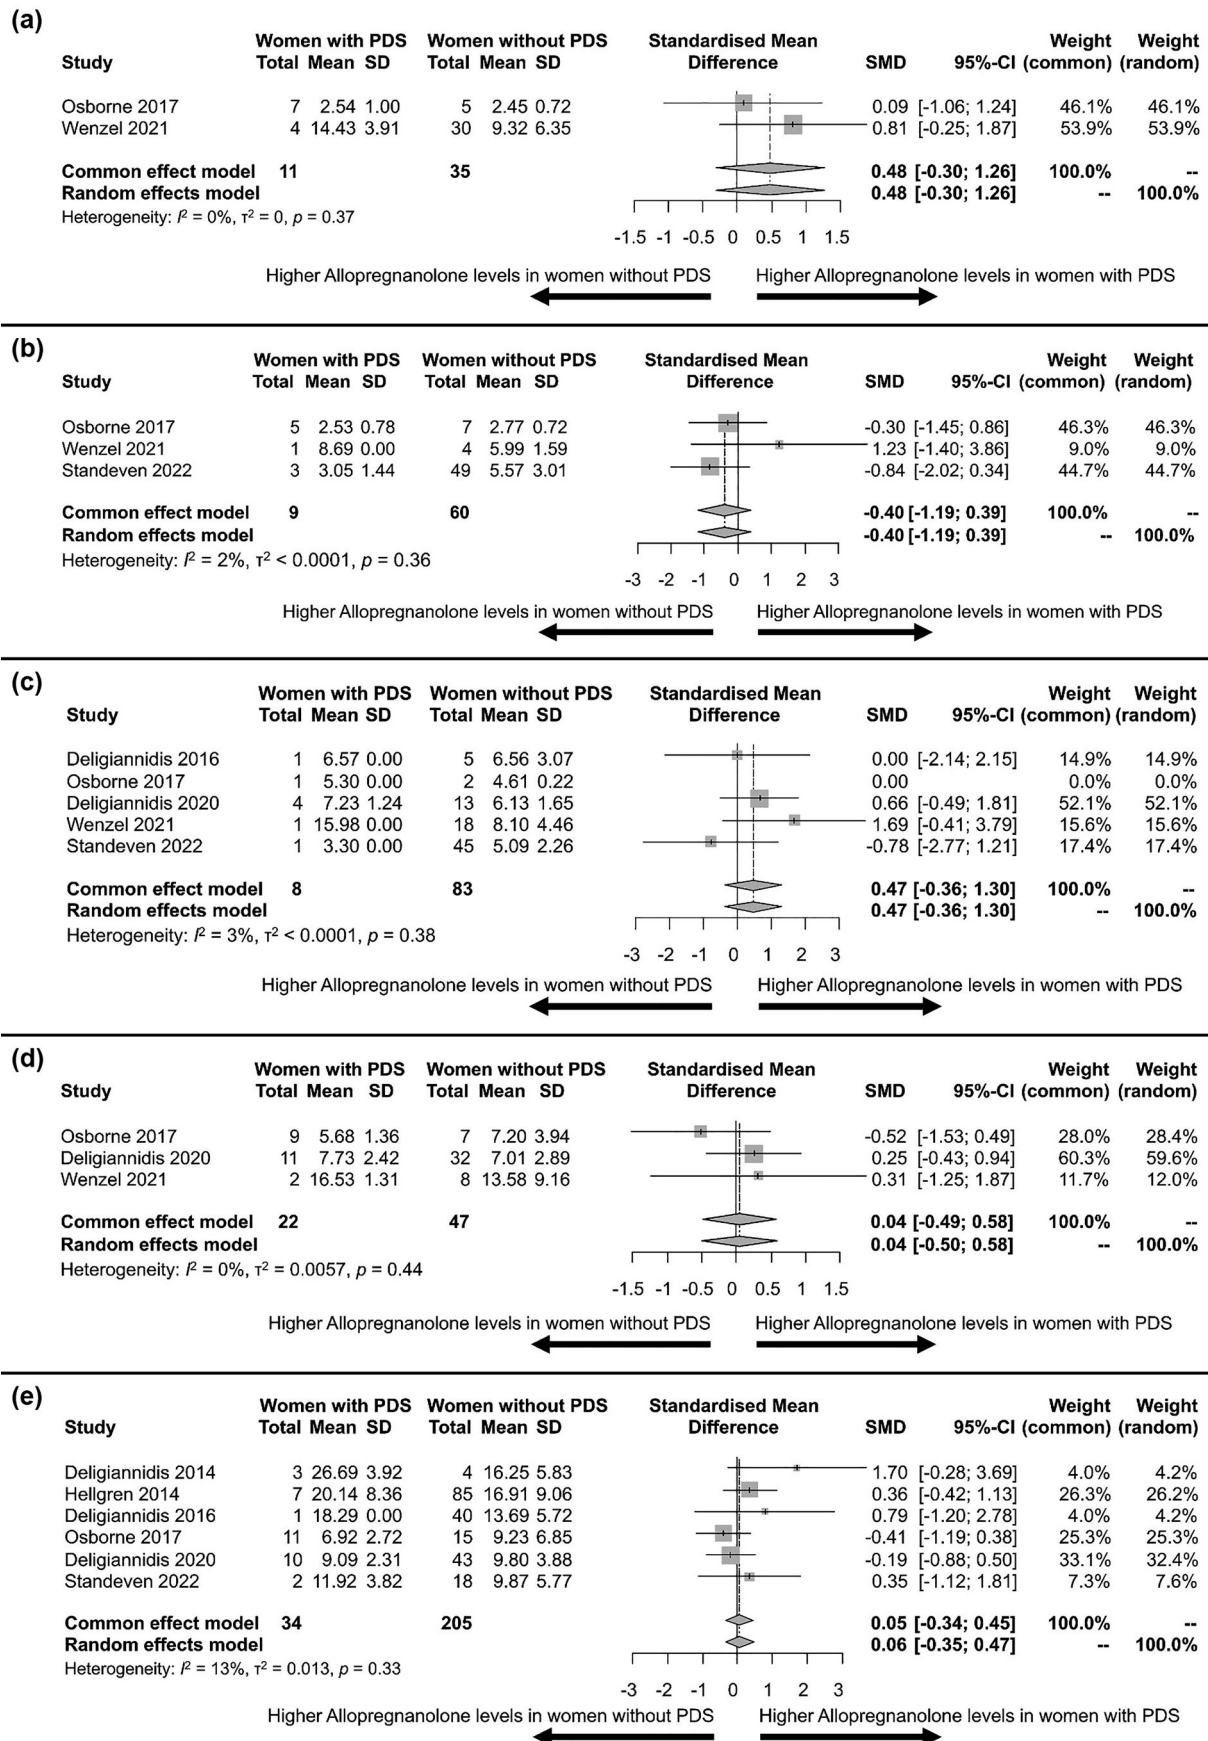 (a)
Women with PDS Women without PDS Standardised Mean Weight Weight
Study Total Mean SD Total Mean SD Difference SMD 95%-CI (common) (random)
Osborne 2017 7 2.54 1.00 5 2.45 0.72 0.09 [-1.06; 1.24] 46.1% 46.1%
Wenzel 2021 4 14.43 3.91 30 9.32 6.35 0.81 [-0.25; 1.87] 53.9% 53.9%
Common effect model 11 35 0.48 [-0.30; 1.26] 100.0% --
Random effects model 0.48 [-0.30; 1.26] -- 100.0%
Heterogeneity: I² = 0%, τ² = 0, p = 0.37
-1.5 -1 -0.5 0 0.5 1 1.5
Higher Allopregnanolone levels in women without PDS Higher Allopregnanolone levels in women with PDS
(b)
Women with PDS Women without PDS Standardised Mean Weight Weight
Study Total Mean SD Total Mean SD Difference SMD 95%-CI (common) (random)
Osborne 2017 5 2.53 0.78 7 2.77 0.72 -0.30 [-1.45; 0.86] 46.3% 46.3%
Wenzel 2021 1 8.69 0.00 4 5.99 1.59 1.23 [-1.40; 3.86] 9.0% 9.0%
Standeven 2022 3 3.05 1.44 49 5.57 3.01 -0.84 [-2.02; 0.34] 44.7% 44.7%
Common effect model 9 60 -0.40 [-1.19; 0.39] 100.0% --
Random effects model -0.40 [-1.19; 0.39] -- 100.0%
Heterogeneity: I² = 2%, τ² < 0.0001, p = 0.36
-3 -2 -1 0 1 2 3
Higher Allopregnanolone levels in women without PDS Higher Allopregnanolone levels in women with PDS
(c)
Women with PDS Women without PDS Standardised Mean Weight Weight
Study Total Mean SD Total Mean SD Difference SMD 95%-CI (common) (random)
Deligiannidis 2016 1 6.57 0.00 5 6.56 3.07 0.00 [-2.14; 2.15] 14.9% 14.9%
Osborne 2017 1 5.30 0.00 2 4.61 0.22 0.00 0.0% 0.0%
Deligiannidis 2020 4 7.23 1.24 13 6.13 1.65 0.66 [-0.49; 1.81] 52.1% 52.1%
Wenzel 2021 1 15.98 0.00 18 8.10 4.46 1.69 [-0.41; 3.79] 15.6% 15.6%
Standeven 2022 1 3.30 0.00 45 5.09 2.26 -0.78 [-2.77; 1.21] 17.4% 17.4%
Common effect model 8 83 0.47 [-0.36; 1.30] 100.0% --
Random effects model 0.47 [-0.36; 1.30] -- 100.0%
Heterogeneity: I² = 3%, τ² < 0.0001, p = 0.38
-3 -2 -1 0 1 2 3
Higher Allopregnanolone levels in women without PDS Higher Allopregnanolone levels in women with PDS
(d)
Women with PDS Women without PDS Standardised Mean Weight Weight
Study Total Mean SD Total Mean SD Difference SMD 95%-CI (common) (random)
Osborne 2017 9 5.68 1.36 7 7.20 3.94 -0.52 [-1.53; 0.49] 28.0% 28.4%
Deligiannidis 2020 11 7.73 2.42 32 7.01 2.89 0.25 [-0.43; 0.94] 60.3% 59.6%
Wenzel 2021 2 16.53 1.31 8 13.58 9.16 0.31 [-1.25; 1.87] 11.7% 12.0%
Common effect model 22 47 0.04 [-0.49; 0.58] 100.0% --
Random effects model 0.04 [-0.50; 0.58] -- 100.0%
Heterogeneity: I² = 0%, τ² = 0.0057, p = 0.44
-1.5 -1 -0.5 0 0.5 1 1.5
Higher Allopregnanolone levels in women without PDS Higher Allopregnanolone levels in women with PDS
(e)
Women with PDS Women without PDS Standardised Mean Weight Weight
Study Total Mean SD Total Mean SD Difference SMD 95%-CI (common) (random)
Deligiannidis 2014 3 26.69 3.92 4 16.25 5.83 1.70 [-0.28; 3.69] 4.0% 4.2%
Hellgren 2014 7 20.14 8.36 85 16.91 9.06 0.36 [-0.42; 1.13] 26.3% 26.2%
Deligiannidis 2016 1 18.29 0.00 40 13.69 5.72 0.79 [-1.20; 2.78] 4.0% 4.2%
Osborne 2017 11 6.92 2.72 15 9.23 6.85 -0.41 [-1.19; 0.38] 25.3% 25.3%
Deligiannidis 2020 10 9.09 2.31 43 9.80 3.88 -0.19 [-0.88; 0.50] 33.1% 32.4%
Standeven 2022 2 11.92 3.82 18 9.87 5.77 0.35 [-1.12; 1.81] 7.3% 7.6%
Common effect model 34 205 0.05 [-0.34; 0.45] 100.0% --
Random effects model 0.06 [-0.35; 0.47] -- 100.0%
Heterogeneity: I² = 13%, τ² = 0.013, p = 0.33
-3 -2 -1 0 1 2 3
Higher Allopregnanolone levels in women without PDS Higher Allopregnanolone levels in women with PDS